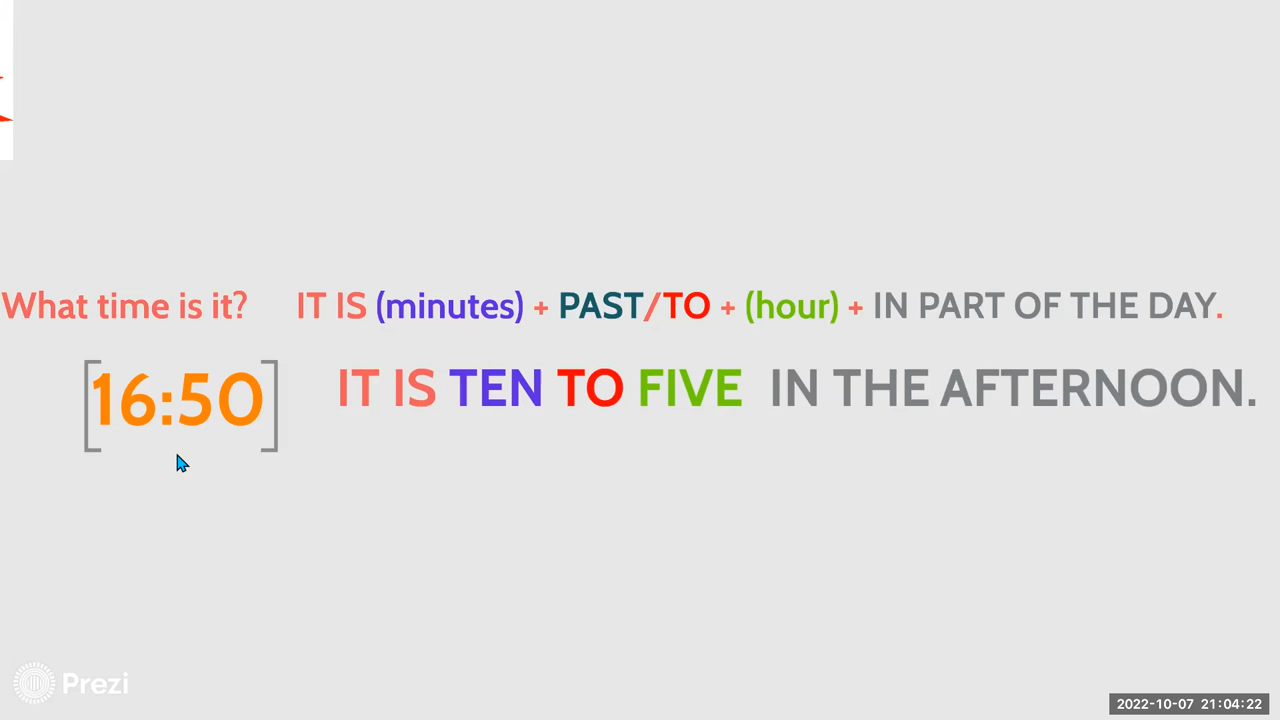 What time is it? IT IS (minutes) + PAST/TO + (hour) + IN PART OF THE DAY.
[16:50] IT IS TEN TO FIVE IN THE AFTERNOON.
Prezi
2022-10-07 21:04:22